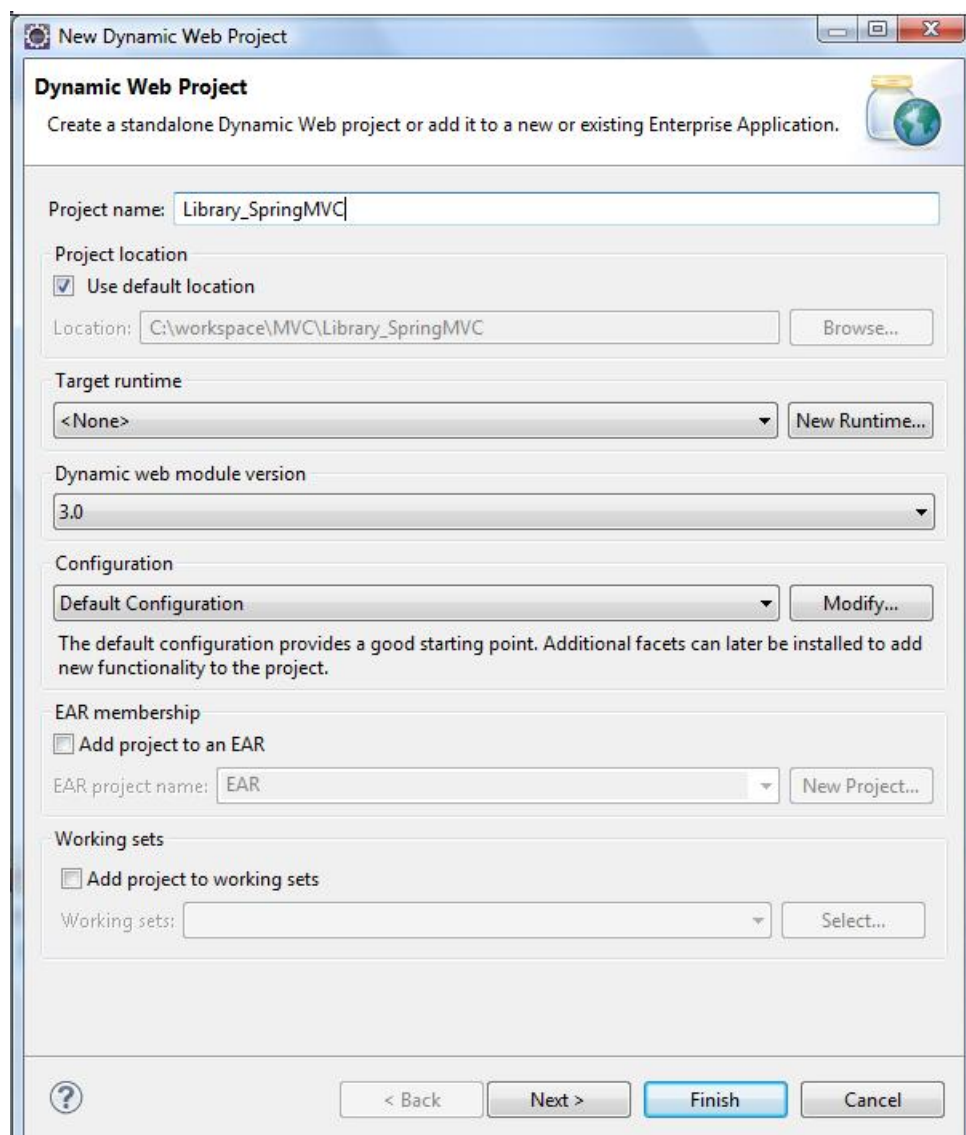 New Dynamic Web Project
Dynamic Web Project
Create a standalone Dynamic Web project or add it to a new or existing Enterprise Application.
Project name: Library_SpringMVC
Project location
Use default location
Location: C:\workspace\MVC\Library_SpringMVC Browse...
Target runtime
<None> New Runtime...
Dynamic web module version
3.0
Configuration
Default Configuration Modify...
The default configuration provides a good starting point. Additional facets can later be installed to add
new functionality to the project.
EAR membership
Add project to an EAR
EAR project name: EAR New Project...
Working sets
Add project to working sets
Working sets: Select...
? < Back Next > Finish Cancel